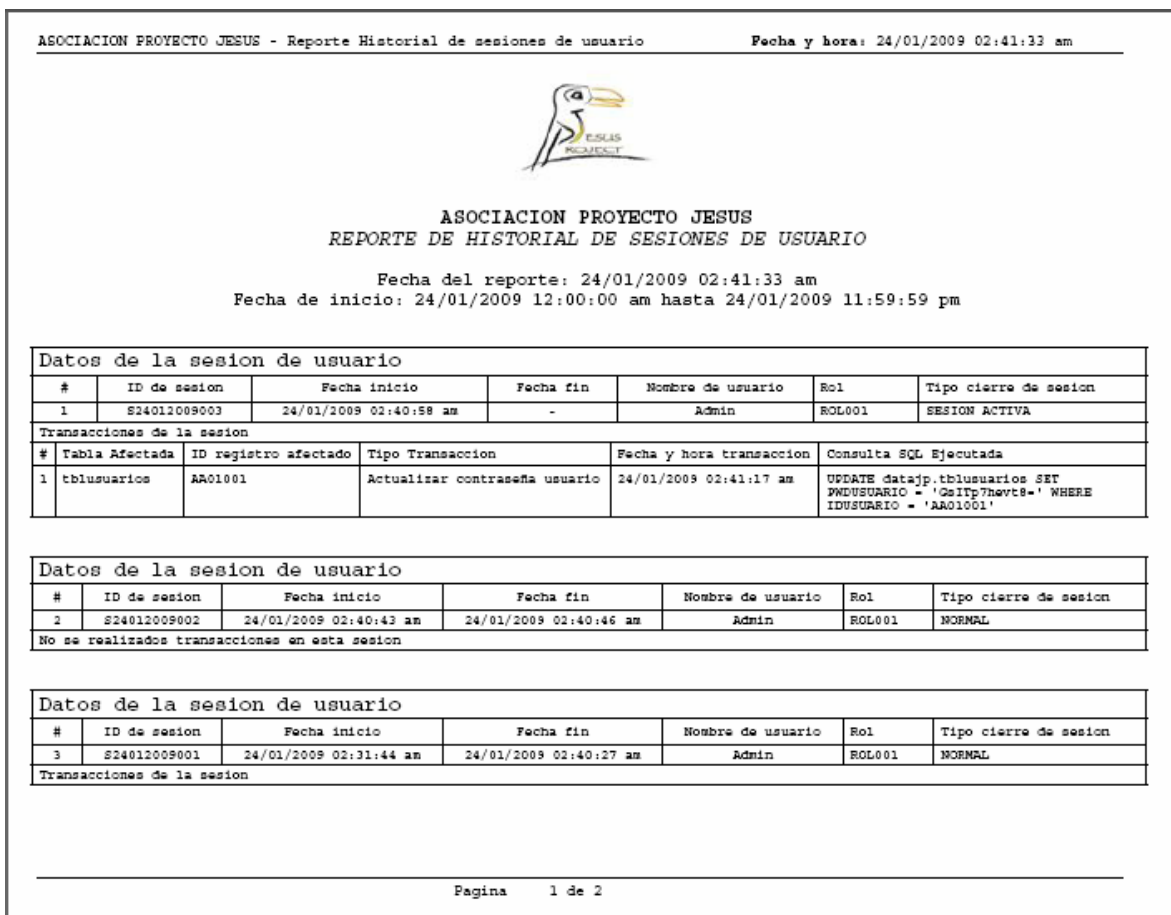 ASOCIACION PROYECTO JESUS - Reporte Historial de sesiones de usuario Fecha y hora: 24/01/2009 02:41:33 am
ESUS
ROJECT
ASOCIACION PROYECTO JESUS
REPORTE DE HISTORIAL DE SESIONES DE USUARIO
Fecha del reporte: 24/01/2009 02:41:33 am
Fecha de inicio: 24/01/2009 12:00:00 am hasta 24/01/2009 11:59:59 pm
Datos de la sesion de usuario
# ID de sesion Fecha inicio Fecha fin Nombre de usuario Rol Tipo cierre de sesion
1 S24012009003 24/01/2009 02:40:58 am - Admin ROL001 SESION ACTIVA
Transacciones de la sesion
# Tabla Afectada ID registro afectado Tipo Transaccion Fecha y hora transaccion Consulta SQL Ejecutada
1 tblusuarios AA01001 Actualizar contraseña usuario 24/01/2009 02:41:17 am UPDATE datajp.tblusuarios SET
PWDUSUARIO = 'GsITp7hevt8=' WHERE
IDUSUARIO = 'AA01001'
Datos de la sesion de usuario
# ID de sesion Fecha inicio Fecha fin Nombre de usuario Rol Tipo cierre de sesion
2 S24012009002 24/01/2009 02:40:43 am 24/01/2009 02:40:46 am Admin ROL001 NORMAL
No se realizados transacciones en esta sesion
Datos de la sesion de usuario
# ID de sesion Fecha inicio Fecha fin Nombre de usuario Rol Tipo cierre de sesion
3 S24012009001 24/01/2009 02:31:44 am 24/01/2009 02:40:27 am Admin ROL001 NORMAL
Transacciones de la sesion
Pagina 1 de 2